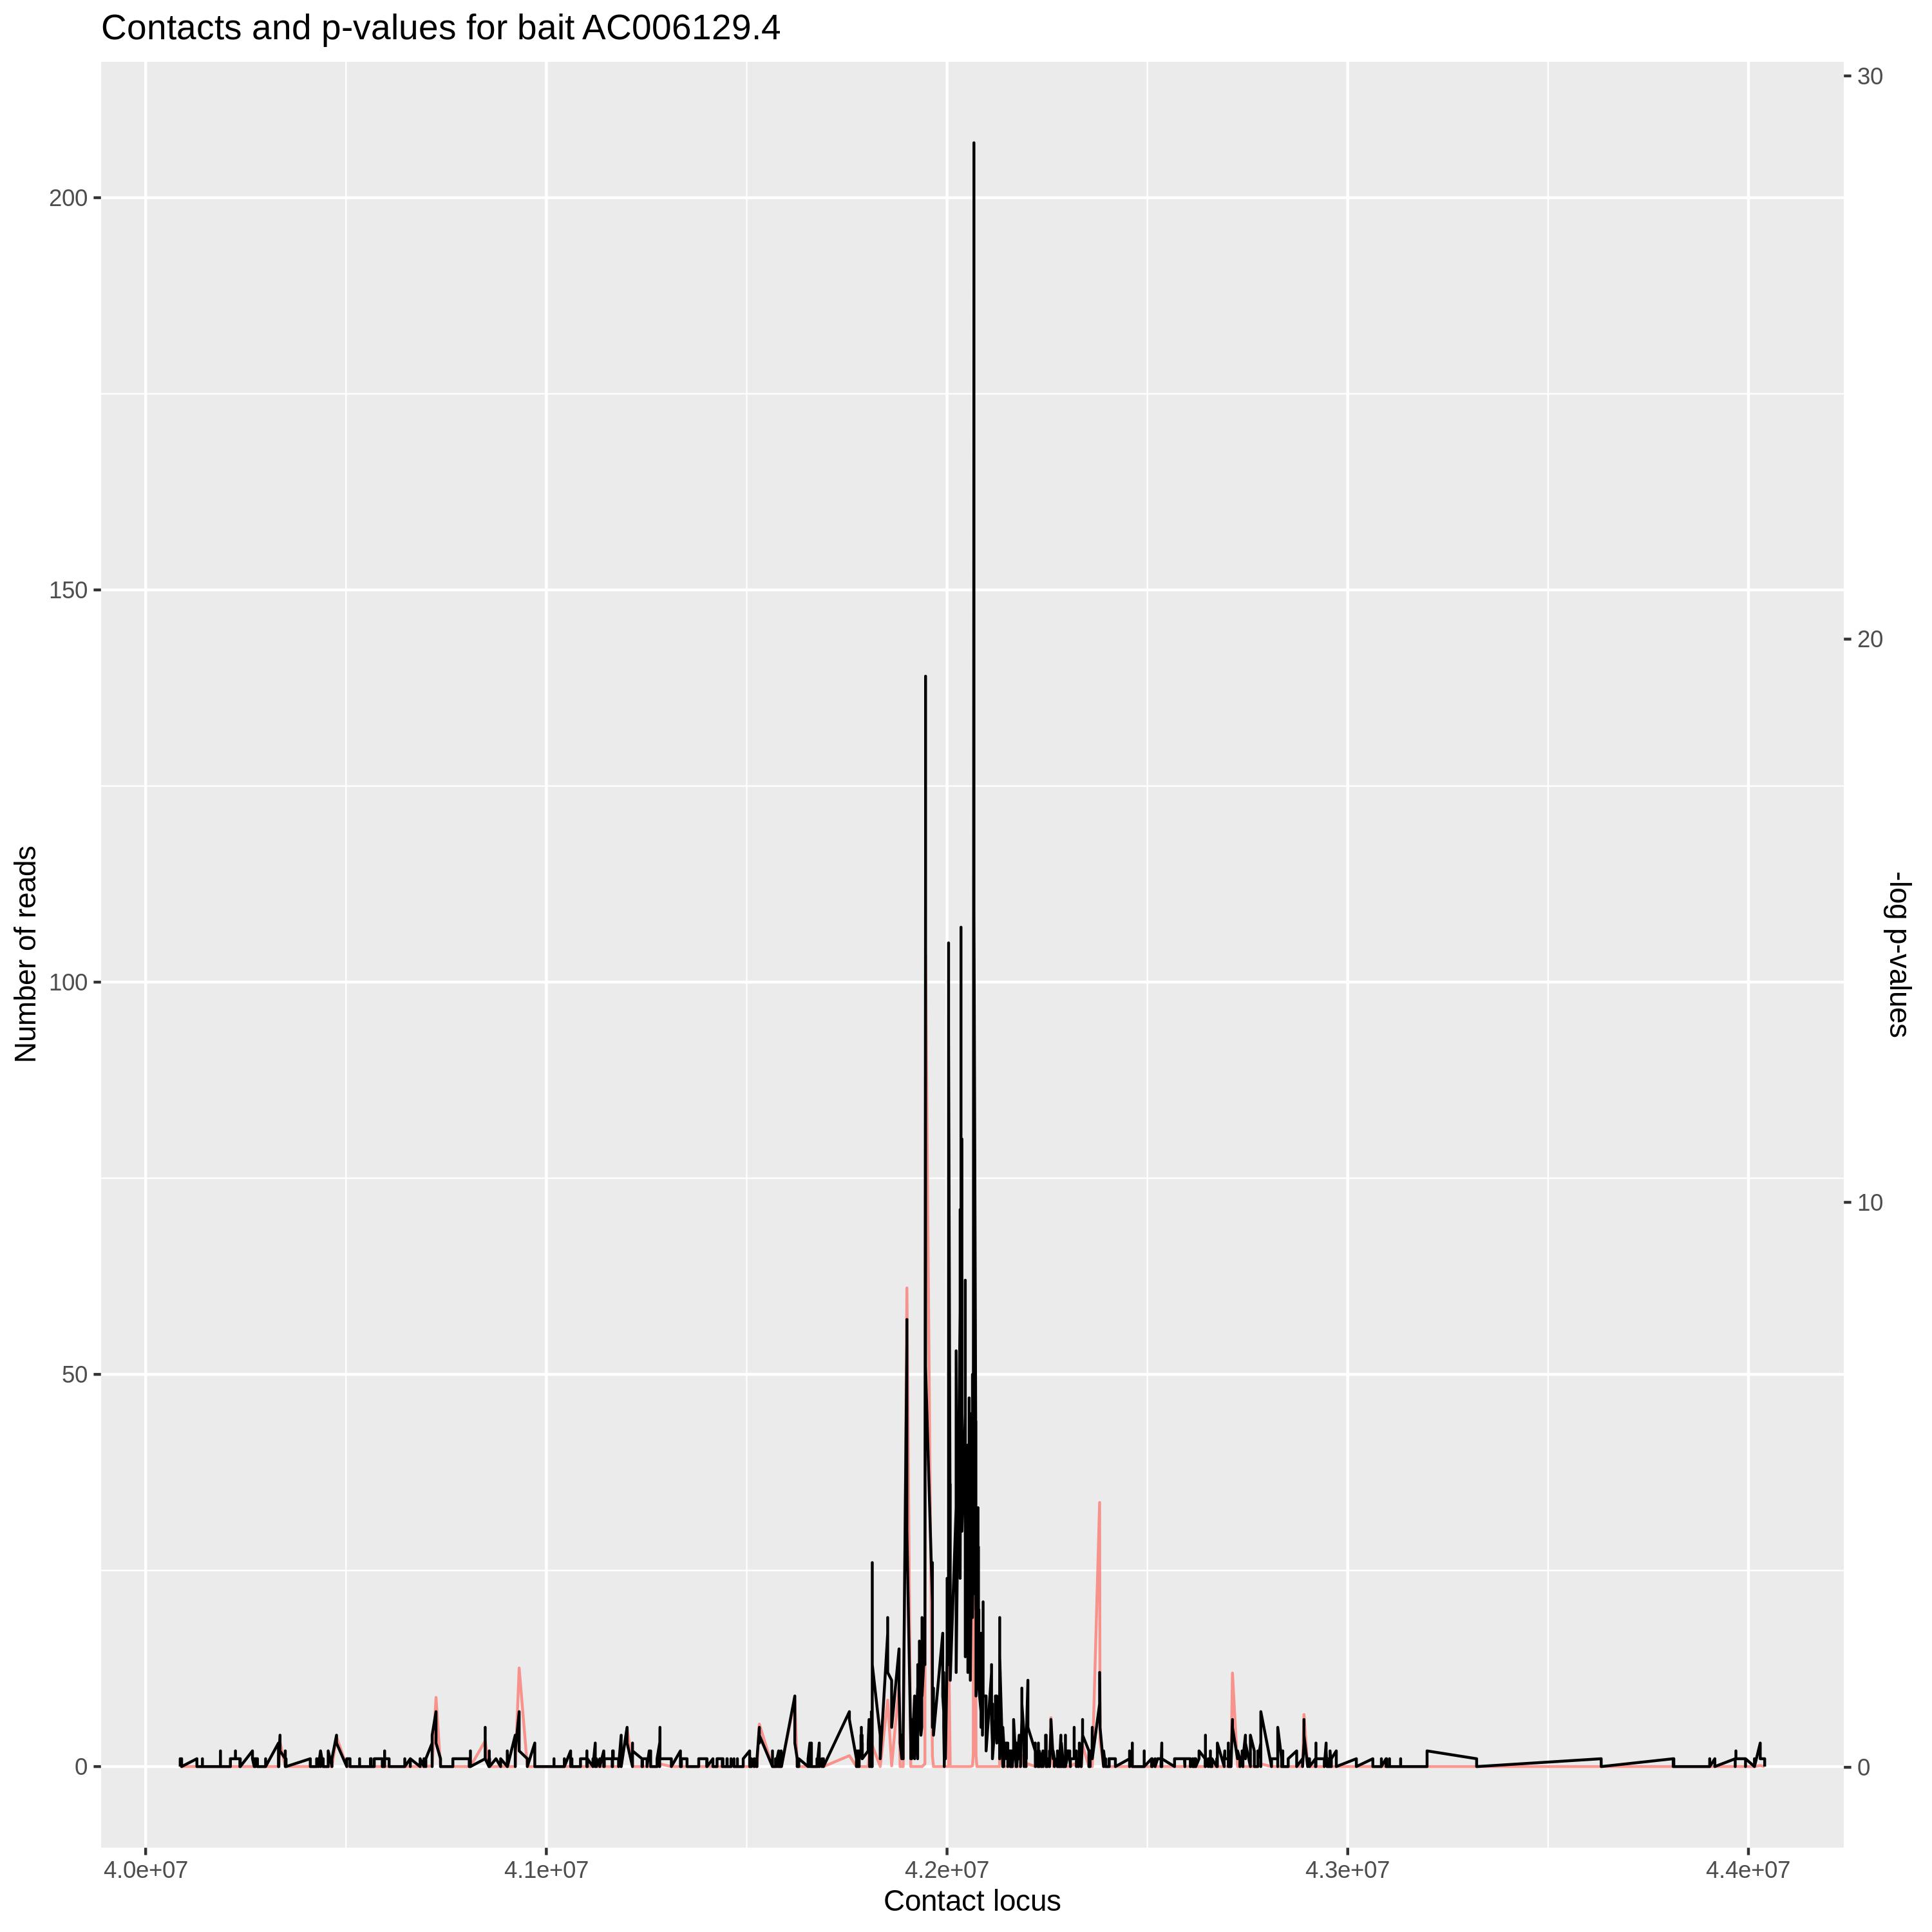 Contacts and p-values for bait AC006129.4
200
150
100
50
0
Number of reads
30
20
10
0
-log p-values
4.0e+07
4.1e+07
4.2e+07
4.3e+07
4.4e+07
Contact locus